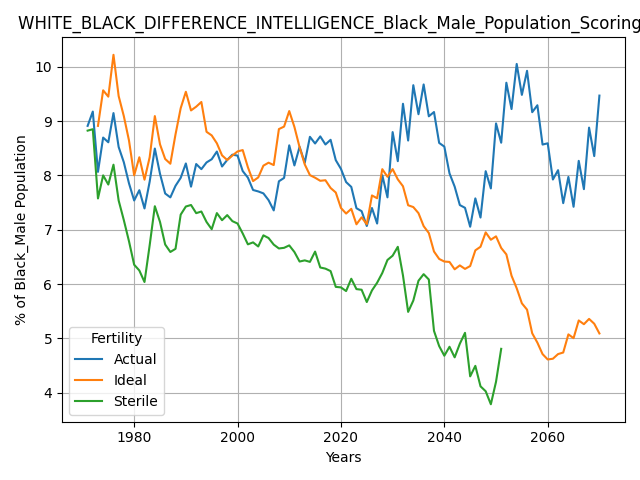 WHITE_BLACK_DIFFERENCE_INTELLIGENCE_Black_Male_Population_Scoring
% of Black_Male Population
10
9
8
7
6
5
4
Fertility
Actual
Ideal
Sterile
1980 2000 2020 2040 2060
Years